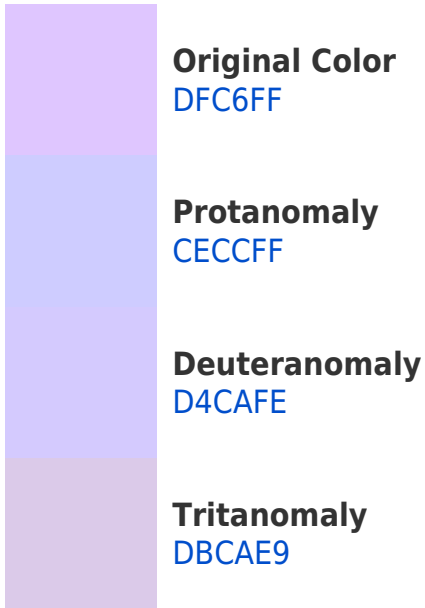 Original Color
DFC6FF
Protanomaly
CECCFF
Deuteranomaly
D4CAFE
Tritanomaly
DBCAE9